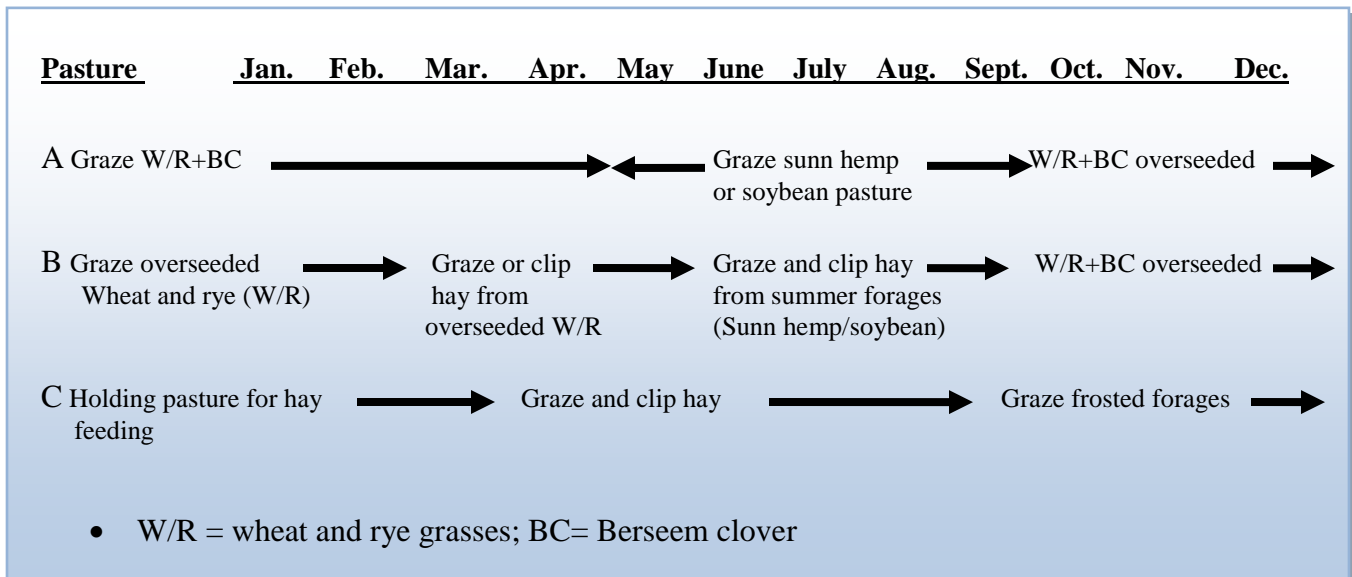 Pasture Jan. Feb. Mar. Apr. May June July Aug. Sept. Oct. Nov. Dec.
A Graze W/R+BC Graze sunn hemp W/R+BC overseeded
or soybean pasture
B Graze overseeded Graze or clip Graze and clip hay W/R+BC overseeded
Wheat and rye (W/R) hay from from summer forages
overseeded W/R (Sunn hemp/soybean)
C Holding pasture for hay Graze and clip hay Graze frosted forages
feeding
• W/R = wheat and rye grasses; BC= Berseem clover